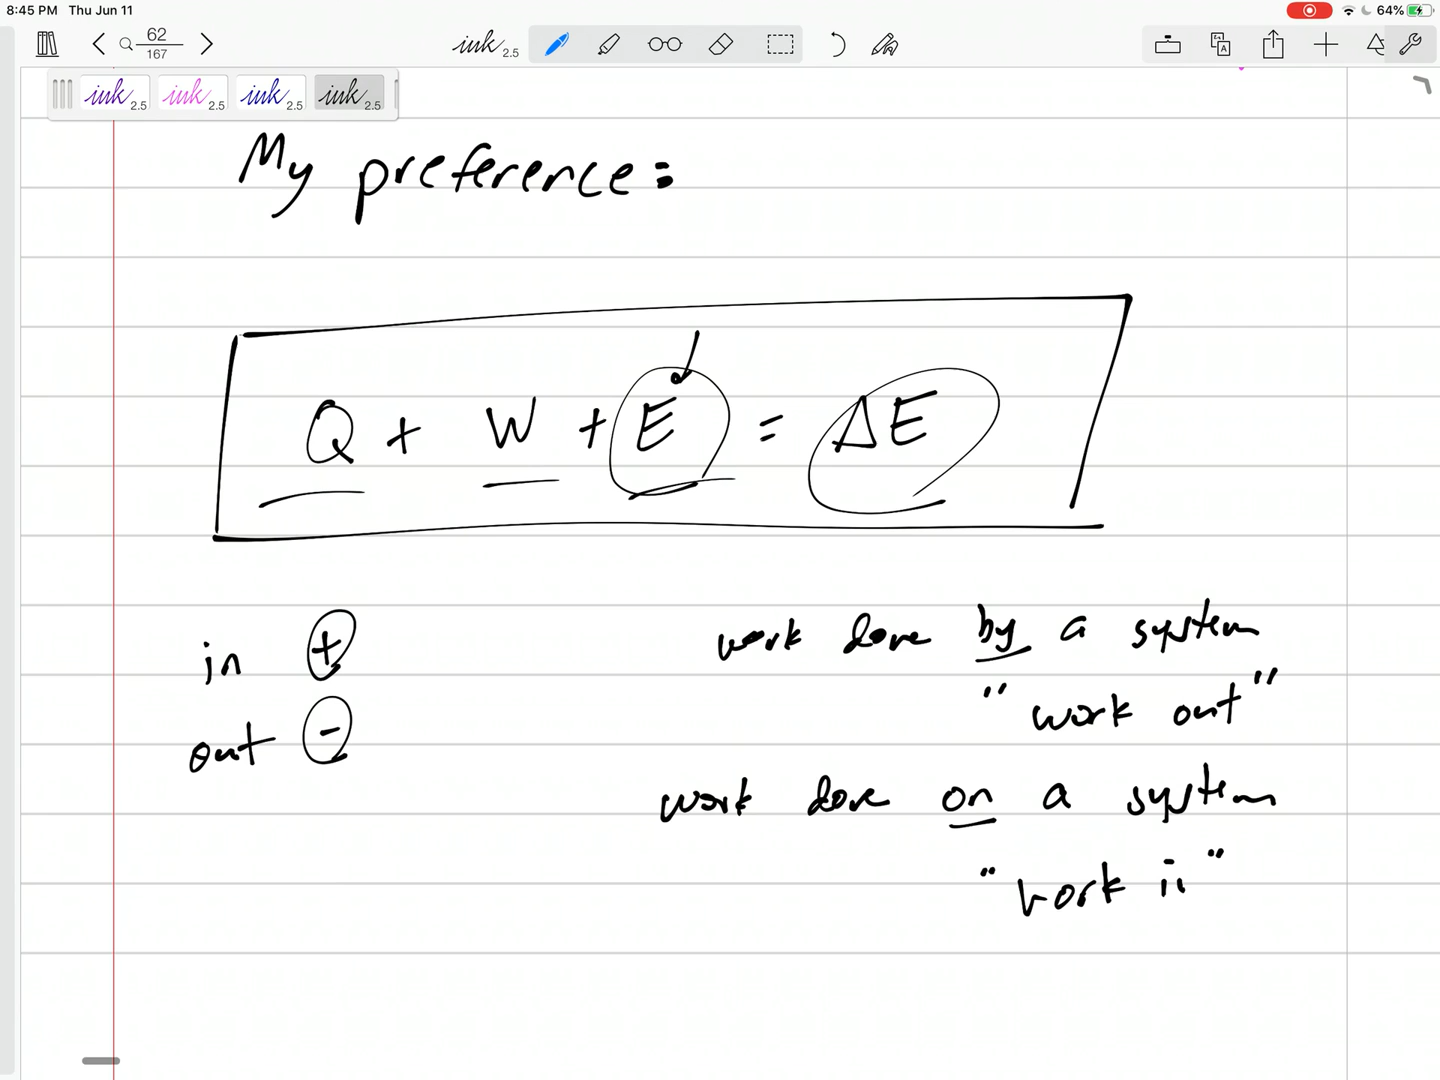 8:45 PM Thu Jun 11
64%
62
167
ink 2.5
ink 2.5
ink 2.5
ink 2.5
ink 2.5
My preference:
Q + W + E = ΔE
in +
out -
work done by a system
"work out"
work done on a system
"work in"